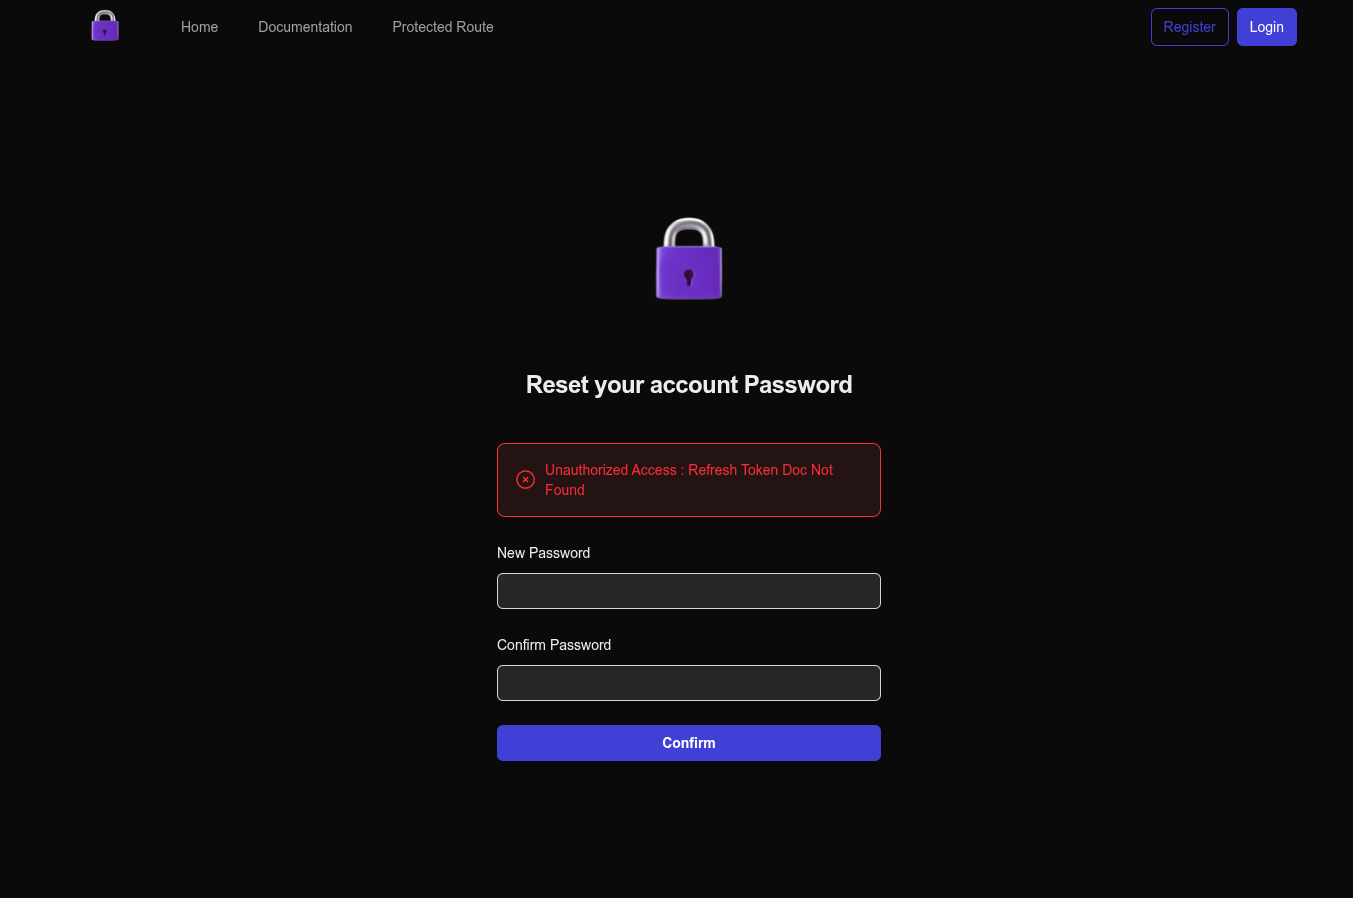 Home
Documentation
Protected Route
Register
Login
Reset your account Password
Unauthorized Access : Refresh Token Doc Not
Found
New Password
Confirm Password
Confirm